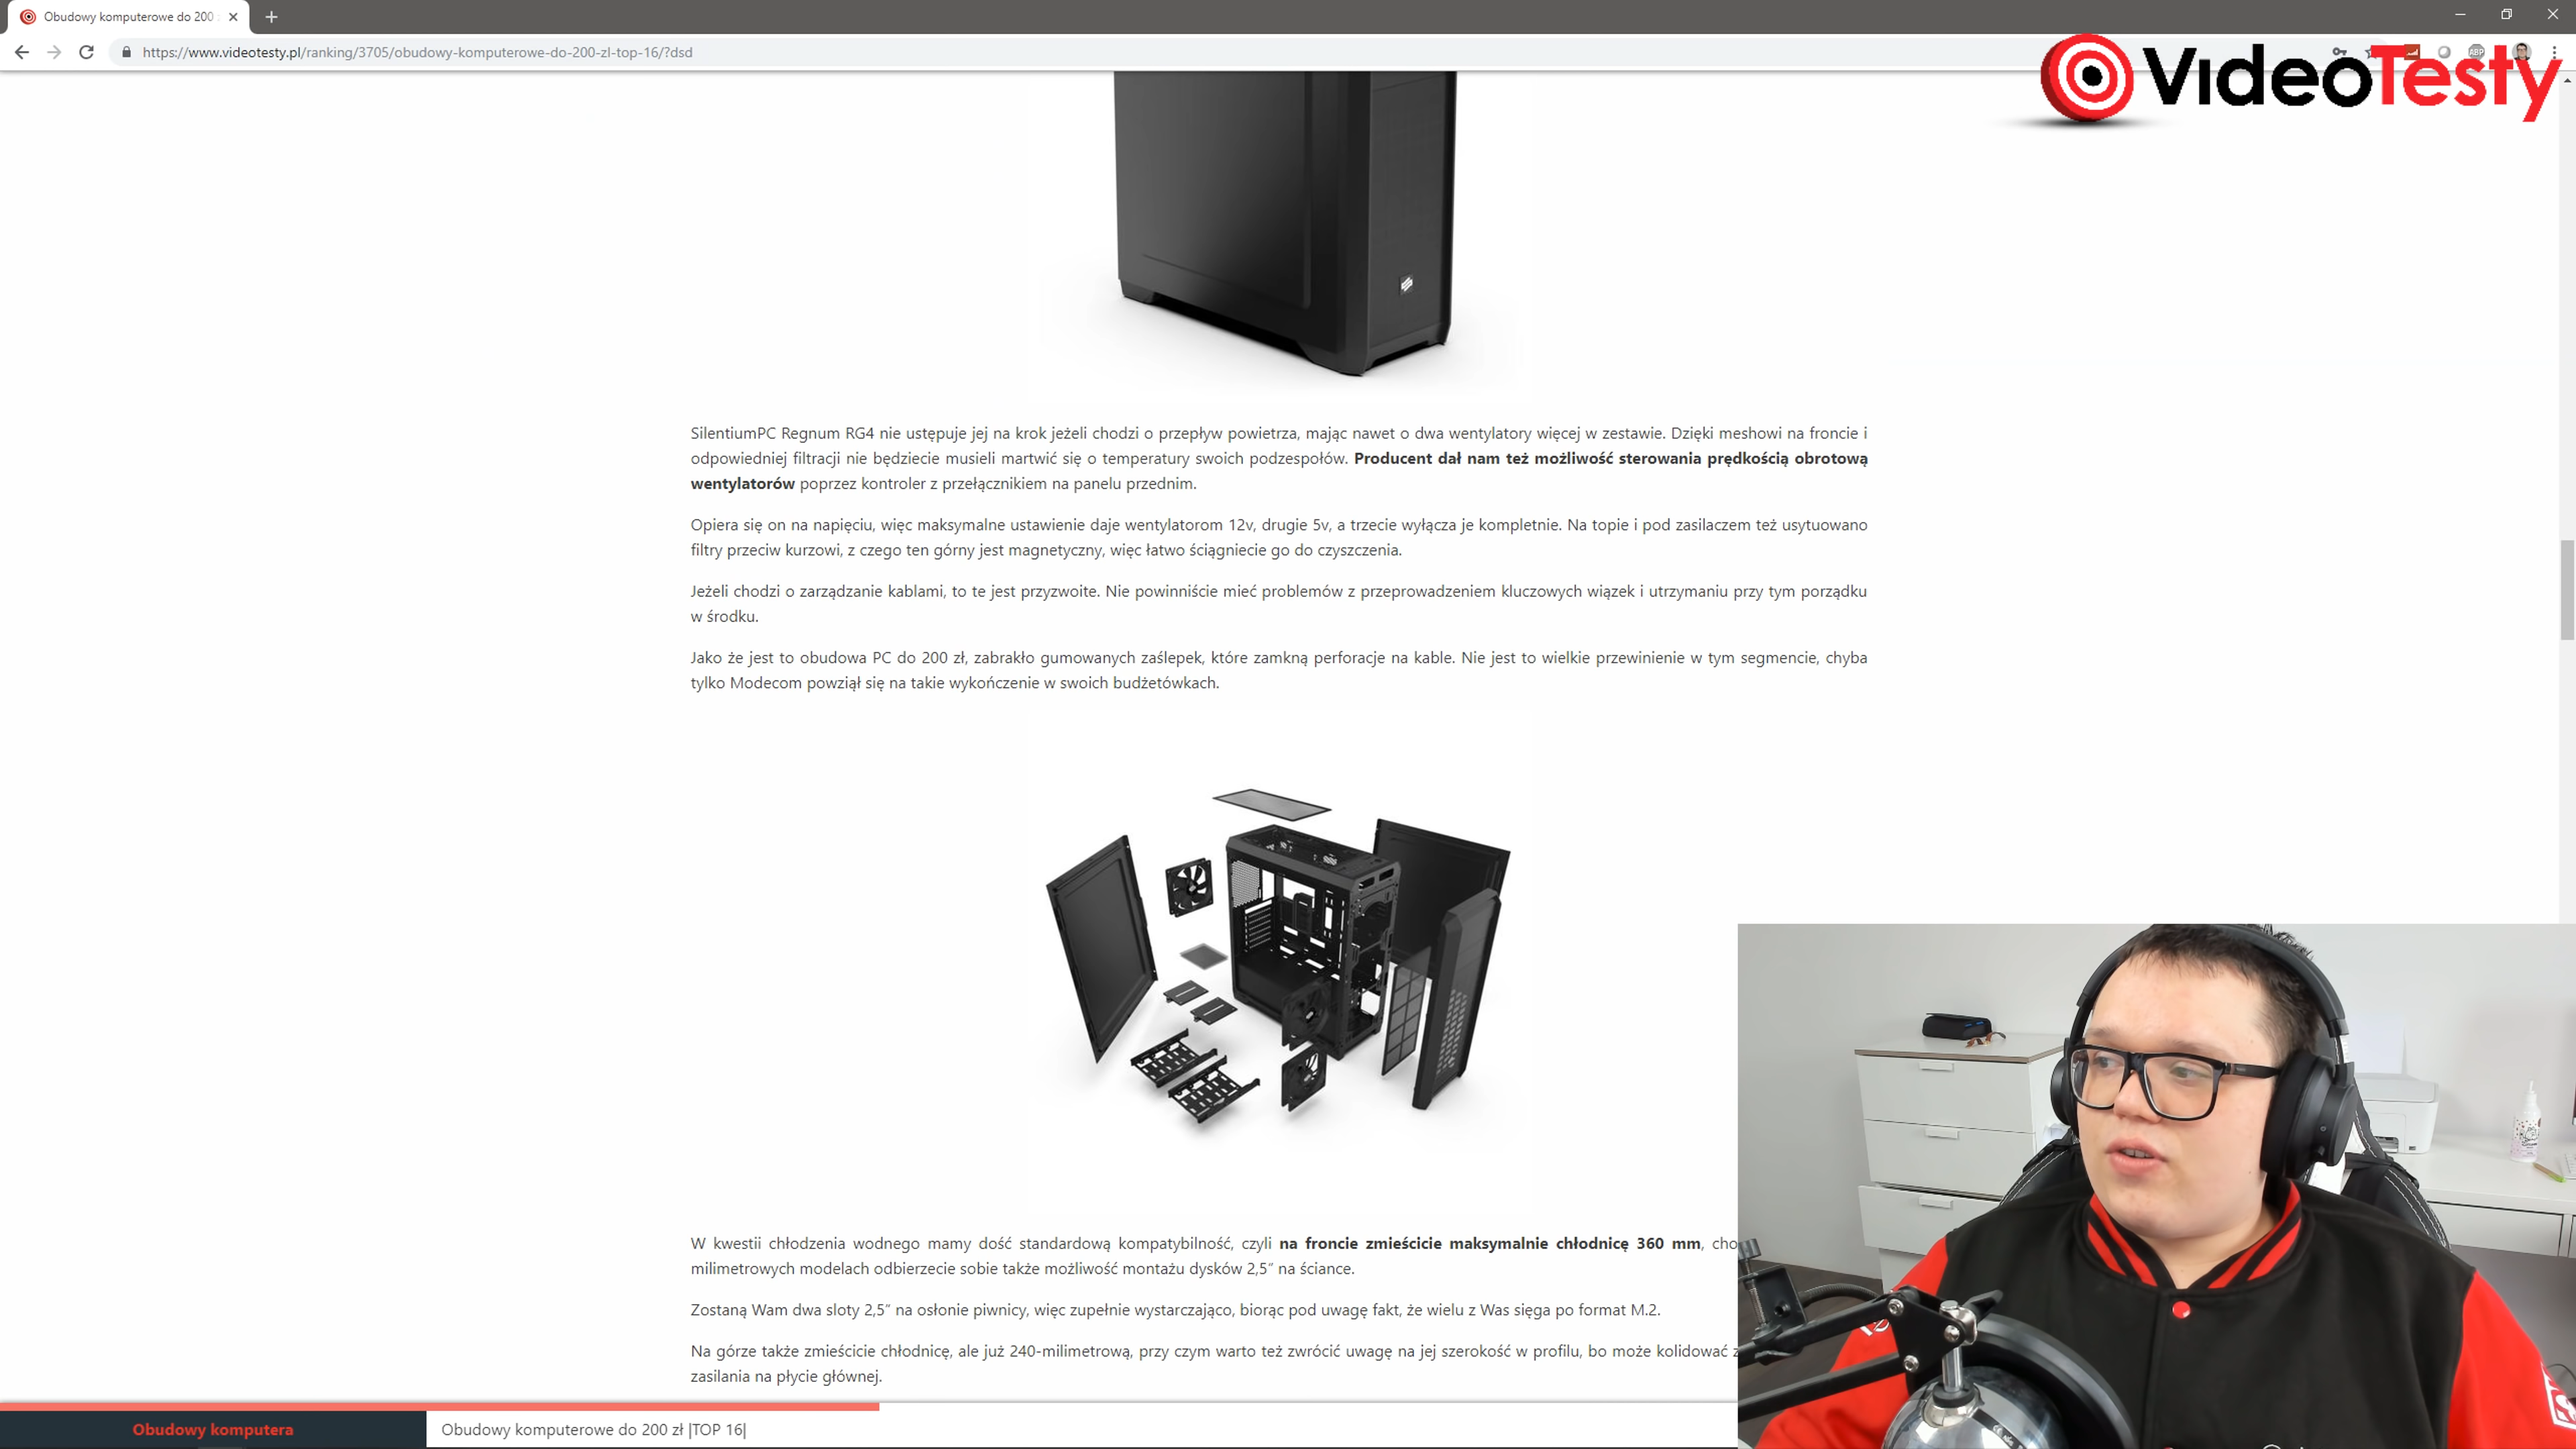 Obudowy komputerowe do 200
https://www.videotesty.pl/ranking/3705/obudowy-komputerowe-do-200-zl-top-16/?dsd
ABP
VideoTesty
SilentiumPC Regnum RG4 nie ustępuje jej na krok jeżeli chodzi o przepływ powietrza, mając nawet o dwa wentylatory więcej w zestawie. Dzięki meshowi na froncie i
odpowiedniej filtracji nie będziecie musieli martwić się o temperatury swoich podzespołów. Producent dał nam też możliwość sterowania prędkością obrotową
wentylatorów poprzez kontroler z przełącznikiem na panelu przednim.
Opiera się on na napięciu, więc maksymalne ustawienie daje wentylatorom 12v, drugie 5v, a trzecie wyłącza je kompletnie. Na topie i pod zasilaczem też usytuowano
filtry przeciw kurzowi, z czego ten górny jest magnetyczny, więc łatwo ściągniecie go do czyszczenia.
Jeżeli chodzi o zarządzanie kablami, to te jest przyzwoite. Nie powinniście mieć problemów z przeprowadzeniem kluczowych wiązek i utrzymaniu przy tym porządku
w środku.
Jako że jest to obudowa PC do 200 zł, zabrakło gumowanych zaślepek, które zamkną perforacje na kable. Nie jest to wielkie przewinienie w tym segmencie, chyba
tylko Modecom powziął się na takie wykończenie w swoich budżetówkach.
W kwestii chłodzenia wodnego mamy dość standardową kompatybilność, czyli na froncie zmieścicie maksymalnie chłodnicę 360 mm, cho
milimetrowych modelach odbierzecie sobie także możliwość montażu dysków 2,5″ na ściance.
Zostaną Wam dwa sloty 2,5″ na osłonie piwnicy, więc zupełnie wystarczająco, biorąc pod uwagę fakt, że wielu z Was sięga po format M.2.
Na górze także zmieścicie chłodnicę, ale już 240-milimetrową, przy czym warto też zwrócić uwagę na jej szerokość w profilu, bo może kolidować z
zasilania na płycie głównej.
Obudowy komputera
Obudowy komputerowe do 200 zł |TOP 16|